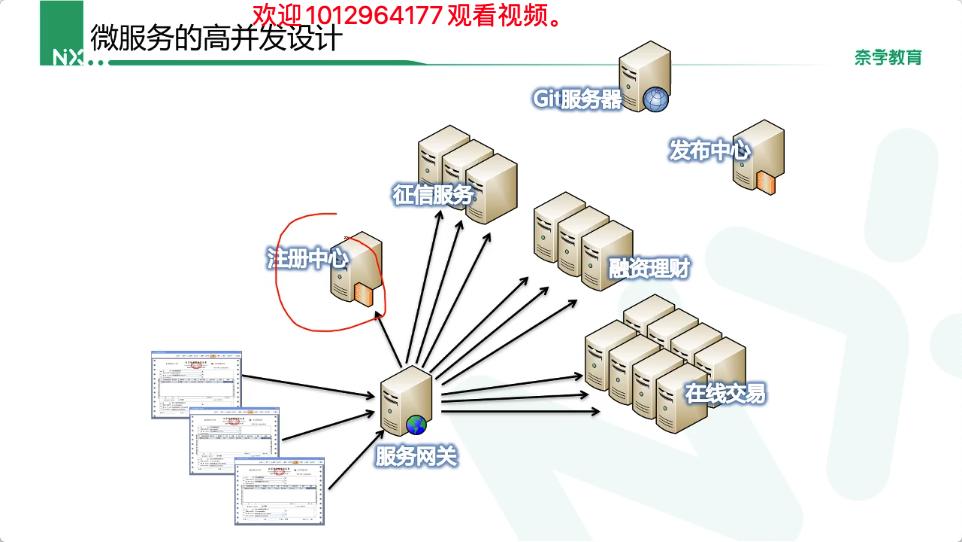 欢迎1012964177观看视频。
微服务的高并发设计
NX
奈学教育
Git服务器
发布中心
征信服务
注册中心
融资理财
在线交易
服务网关